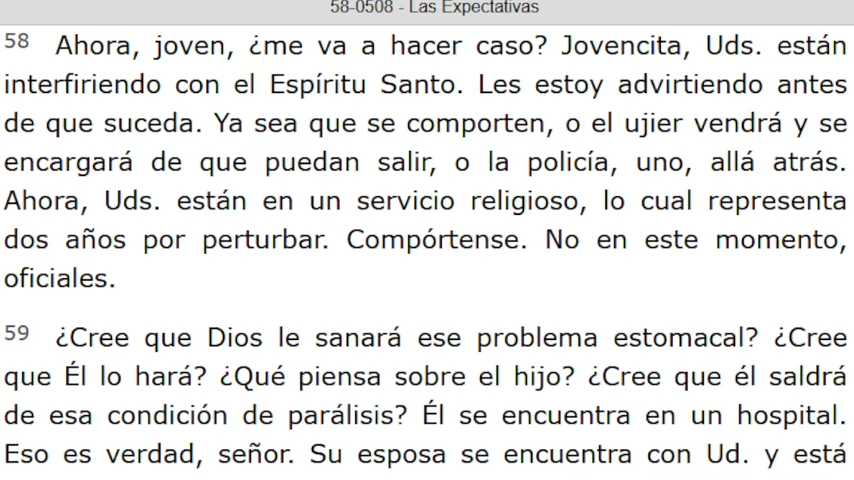 58-0508 - Las Expectativas
58 Ahora, joven, ¿me va a hacer caso? Jovencita, Uds. están
interfiriendo con el Espíritu Santo. Les estoy advirtiendo antes
de que suceda. Ya sea que se comporten, o el ujier vendrá y se
encargará de que puedan salir, o la policía, uno, allá atrás.
Ahora, Uds. están en un servicio religioso, lo cual representa
dos años por perturbar. Compórtense. No en este momento,
oficiales.
59 ¿Cree que Dios le sanará ese problema estomacal? ¿Cree
que Él lo hará? ¿Qué piensa sobre el hijo? ¿Cree que él saldrá
de esa condición de parálisis? Él se encuentra en un hospital.
Eso es verdad, señor. Su esposa se encuentra con Ud. y está